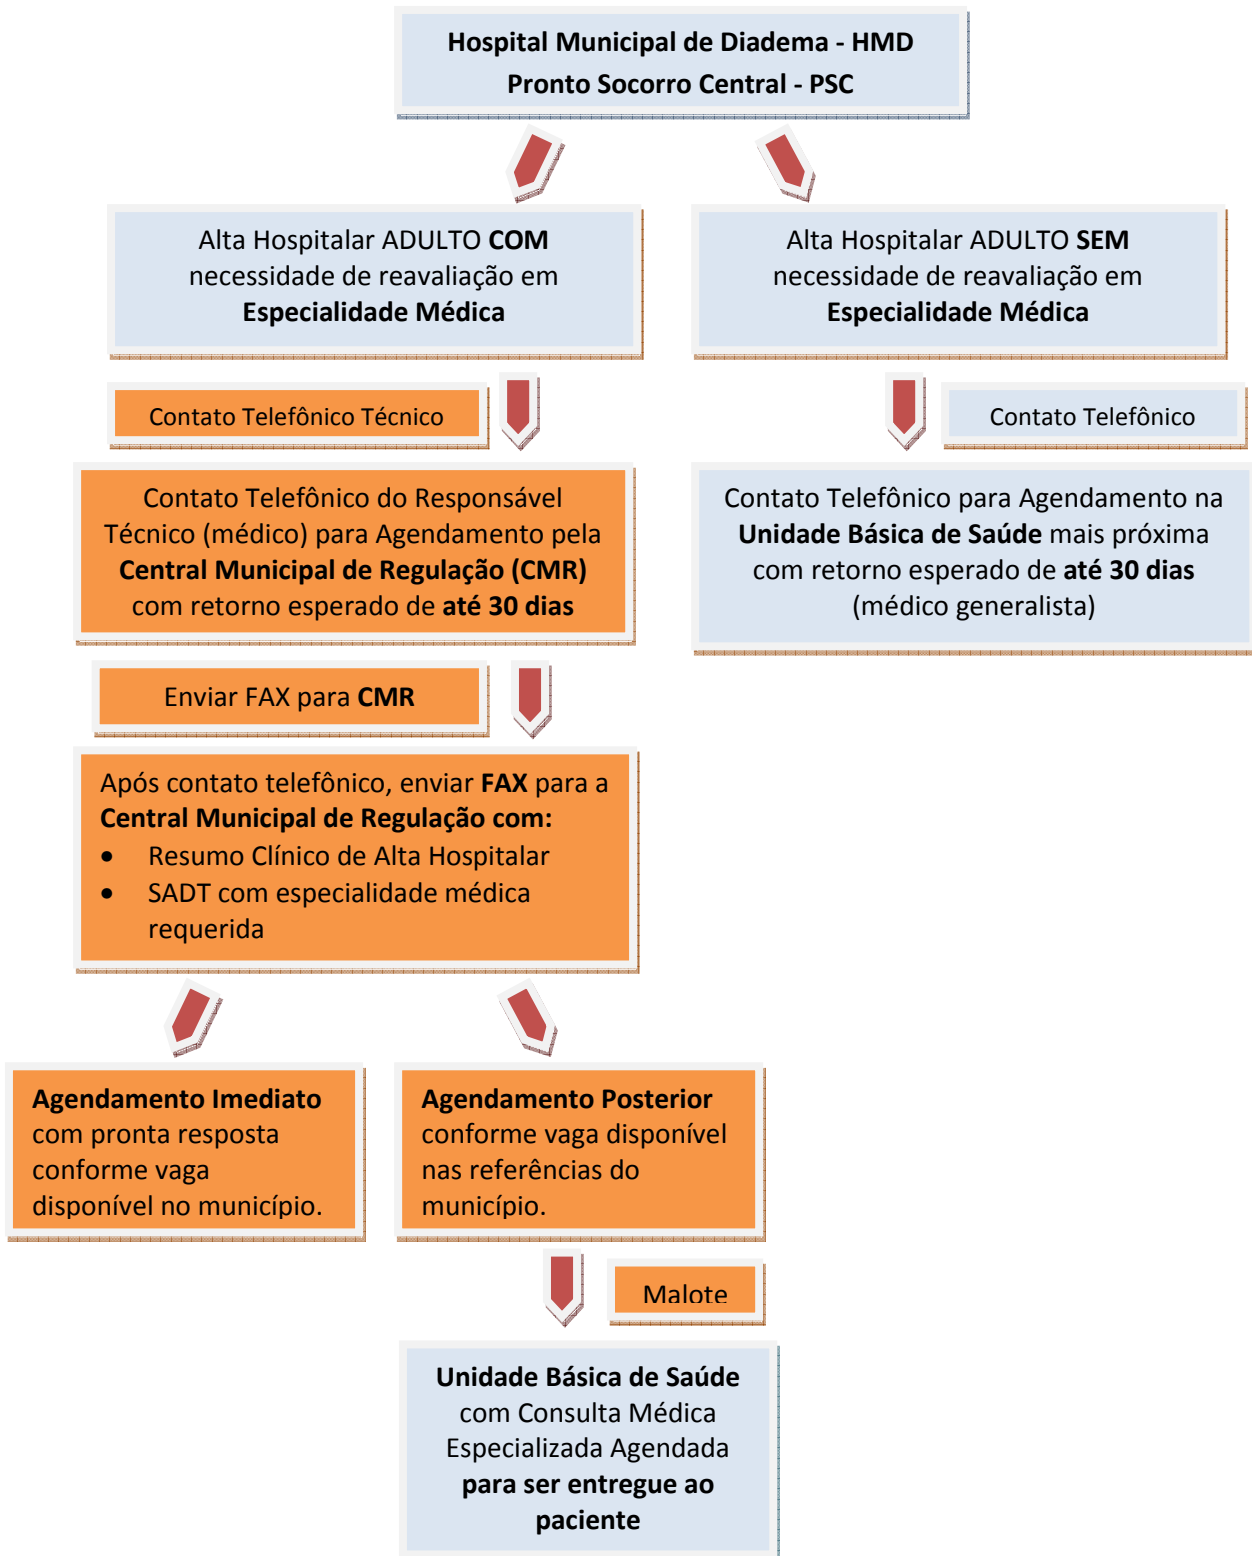 Hospital Municipal de Diadema - HMD
Pronto Socorro Central - PSC
Alta Hospitalar ADULTO COM
necessidade de reavaliação em
Especialidade Médica
Alta Hospitalar ADULTO SEM
necessidade de reavaliação em
Especialidade Médica
Contato Telefônico Técnico
Contato Telefônico
Contato Telefônico do Responsável
Técnico (médico) para Agendamento pela
Central Municipal de Regulação (CMR)
com retorno esperado de até 30 dias
Contato Telefônico para Agendamento na
Unidade Básica de Saúde mais próxima
com retorno esperado de até 30 dias
(médico generalista)
Enviar FAX para CMR
Após contato telefônico, enviar FAX para a
Central Municipal de Regulação com:
• Resumo Clínico de Alta Hospitalar
• SADT com especialidade médica
requerida
Agendamento Imediato
com pronta resposta
conforme vaga
disponível no município.
Agendamento Posterior
conforme vaga disponível
nas referências do
município.
Malote
Unidade Básica de Saúde
com Consulta Médica
Especializada Agendada
para ser entregue ao
paciente